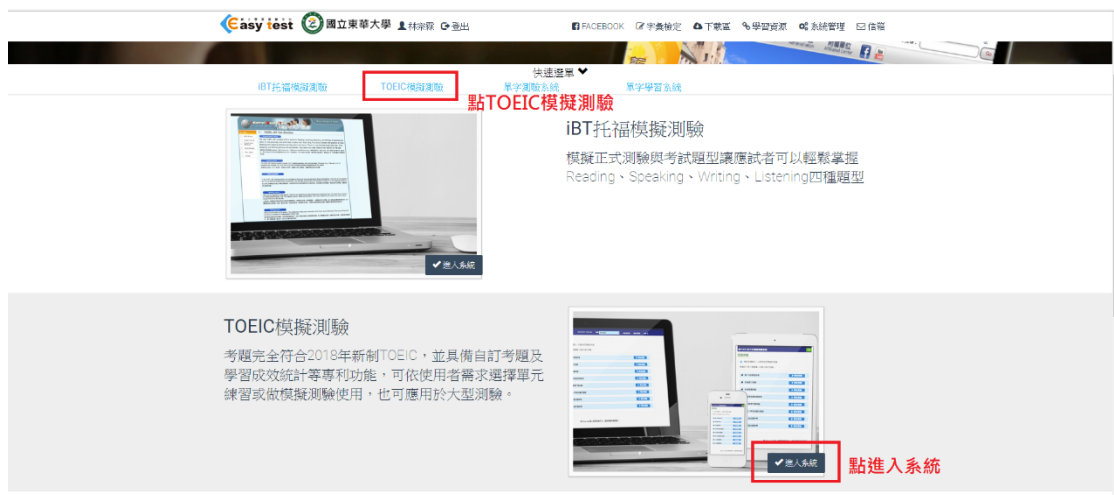 Easy test 國立東華大學 林宗霖 登出 FACEBOOK 字彙檢定 下載區 學習資源 系統管理 信箱
快速選單
iBT托福模擬測驗 TOEIC模擬測驗 單字測驗系統 單字學習系統
點TOEIC模擬測驗
iBT托福模擬測驗
模擬正式測驗與考試題型讓應試者可以輕鬆掌握
Reading、Speaking、Writing、Listening四種題型
進入系統
TOEIC模擬測驗
考題完全符合2018年新制TOEIC,並具備自訂考題及
學習成效統計等專利功能,可依使用者需求選擇單元
練習或做模擬測驗使用,也可應用於大型測驗。
進入系統
點進入系統